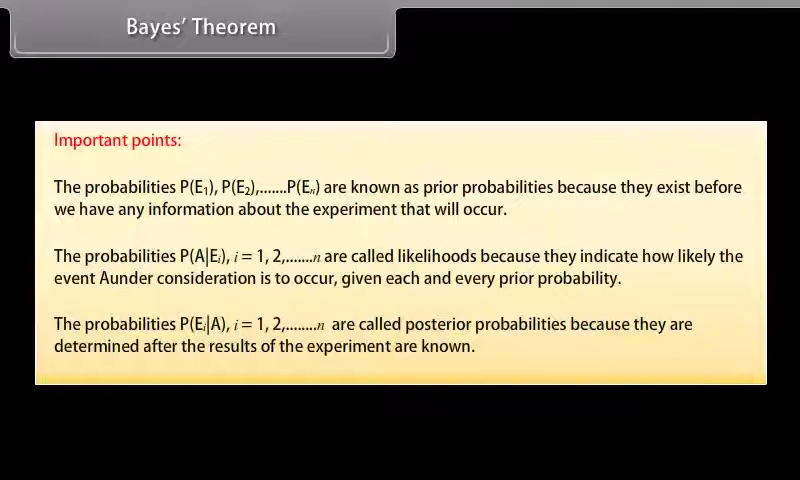 Bayes’ Theorem
Important points:
The probabilities P(E₁), P(E₂),.......P(Eₙ) are known as prior probabilities because they exist before
we have any information about the experiment that will occur.
The probabilities P(A|Eᵢ), i = 1, 2,.......n are called likelihoods because they indicate how likely the
event Aunder consideration is to occur, given each and every prior probability.
The probabilities P(Eᵢ|A), i = 1, 2,........n are called posterior probabilities because they are
determined after the results of the experiment are known.